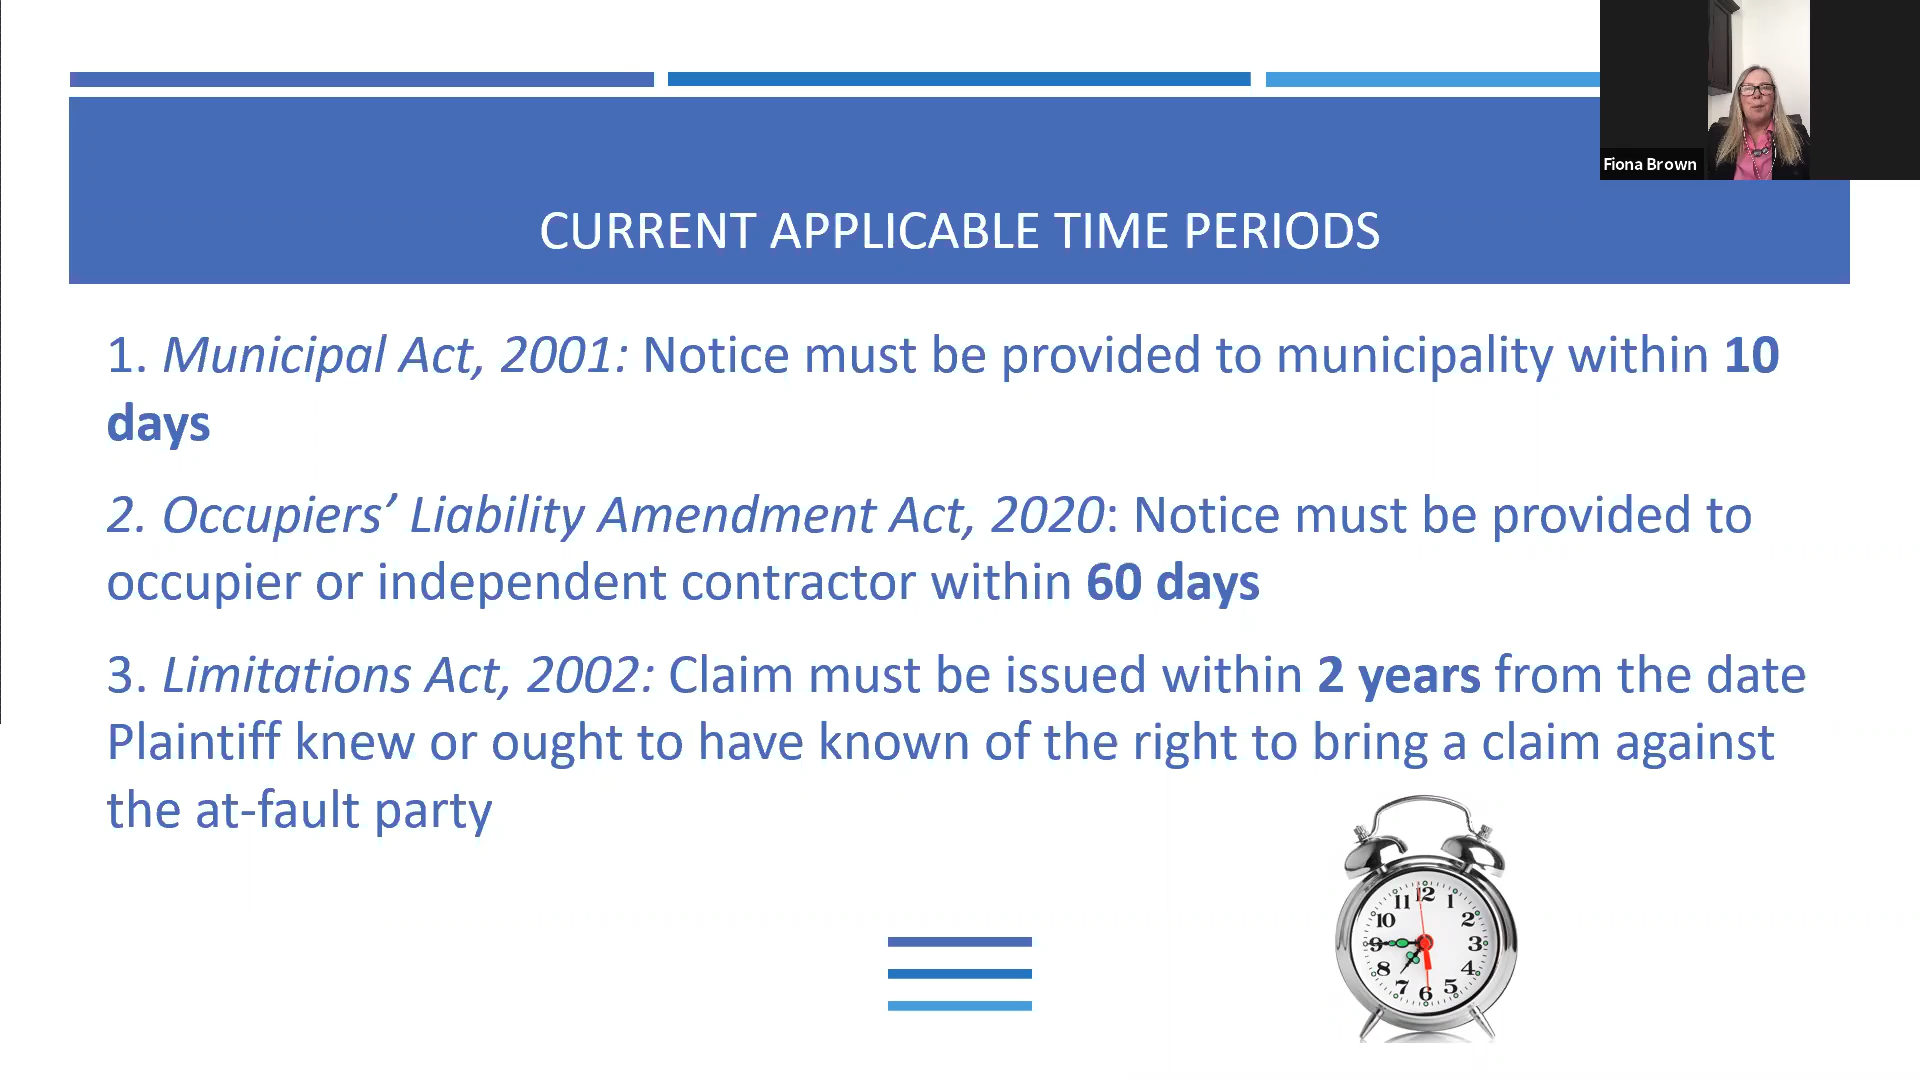 Fiona Brown
CURRENT APPLICABLE TIME PERIODS
1. Municipal Act, 2001: Notice must be provided to municipality within 10
days
2. Occupiers’ Liability Amendment Act, 2020: Notice must be provided to
occupier or independent contractor within 60 days
3. Limitations Act, 2002: Claim must be issued within 2 years from the date
Plaintiff knew or ought to have known of the right to bring a claim against
the at-fault party
12
11 1
10 2
9 3
8 4
7 5
6